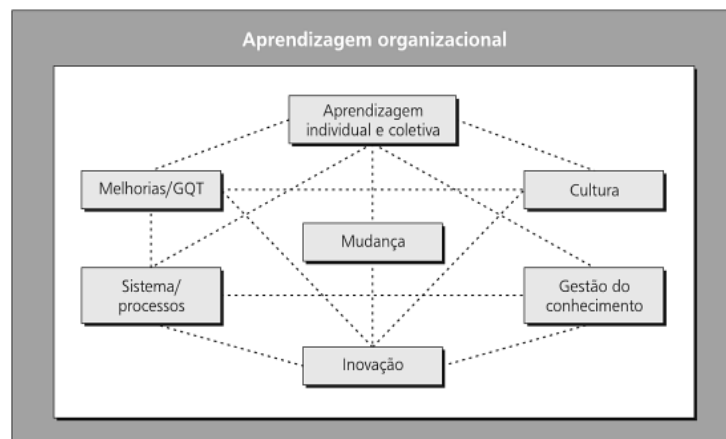 Aprendizagem organizacional
Aprendizagem
individual e coletiva
Melhorias/GQT
Cultura
Mudança
Sistema/
processos
Gestão do
conhecimento
Inovação